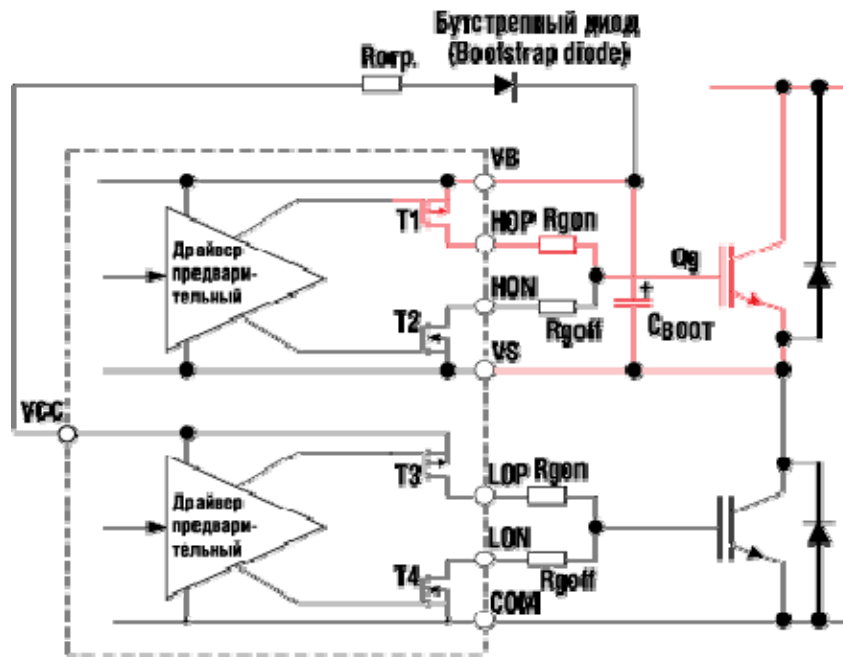 Бутстрепный диод
Rогр.
(Bootstrap diode)
VB
T1
HOP
Rgon
Драйвер
предвари-
тельный
Qg
HON
T2
Rgoff
+
CBOOT
VS
VCC
T3
LOP
Rgon
Драйвер
предвари-
тельный
LON
T4
Rgoff
COM